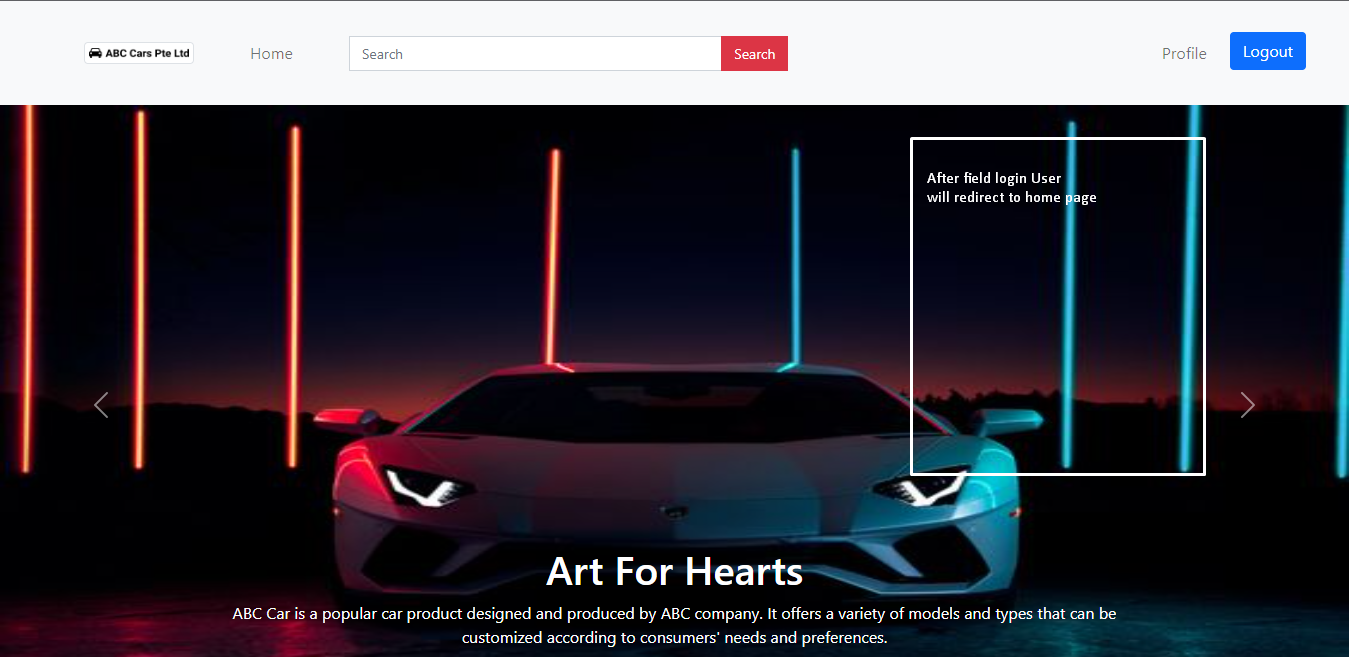 ABC Cars Pte Ltd
Home
Search
Search
Profile
Logout
After field login User
will redirect to home page
Art For Hearts
ABC Car is a popular car product designed and produced by ABC company. It offers a variety of models and types that can be
customized according to consumers' needs and preferences.